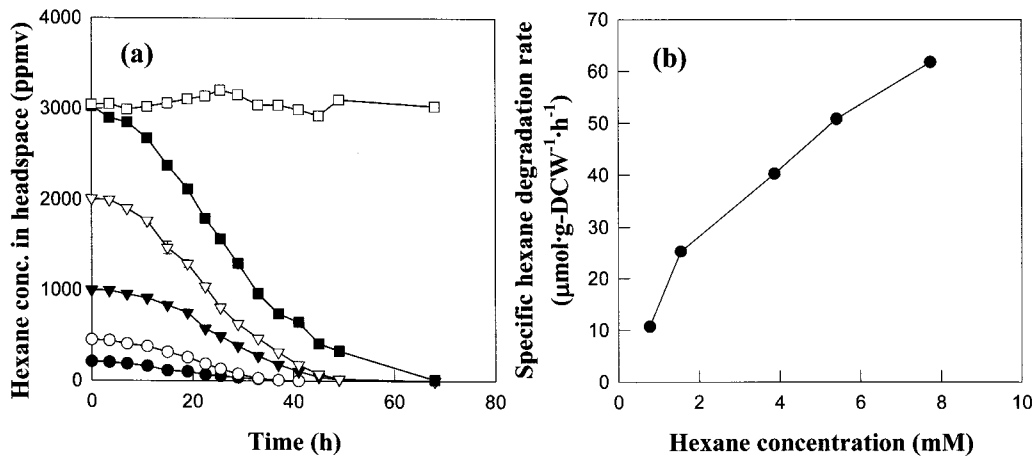 (a)
Hexane conc. in headspace (ppmv)
4000
3000
2000
1000
0
0 20 40 60 80
Time (h)
(b)
Specific hexane degradation rate
(μmol·g-DCW⁻¹·h⁻¹)
70
60
50
40
30
20
10
0
0 2 4 6 8 10
Hexane concentration (mM)